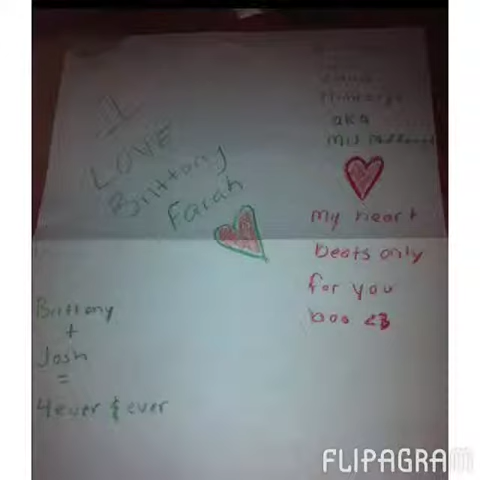 I
LOVE
Brittany
Farah
aka
My heart
beats only
for you
boo <3
Brittany
+
Josh
=
4ever & ever
FLIPAGRAM